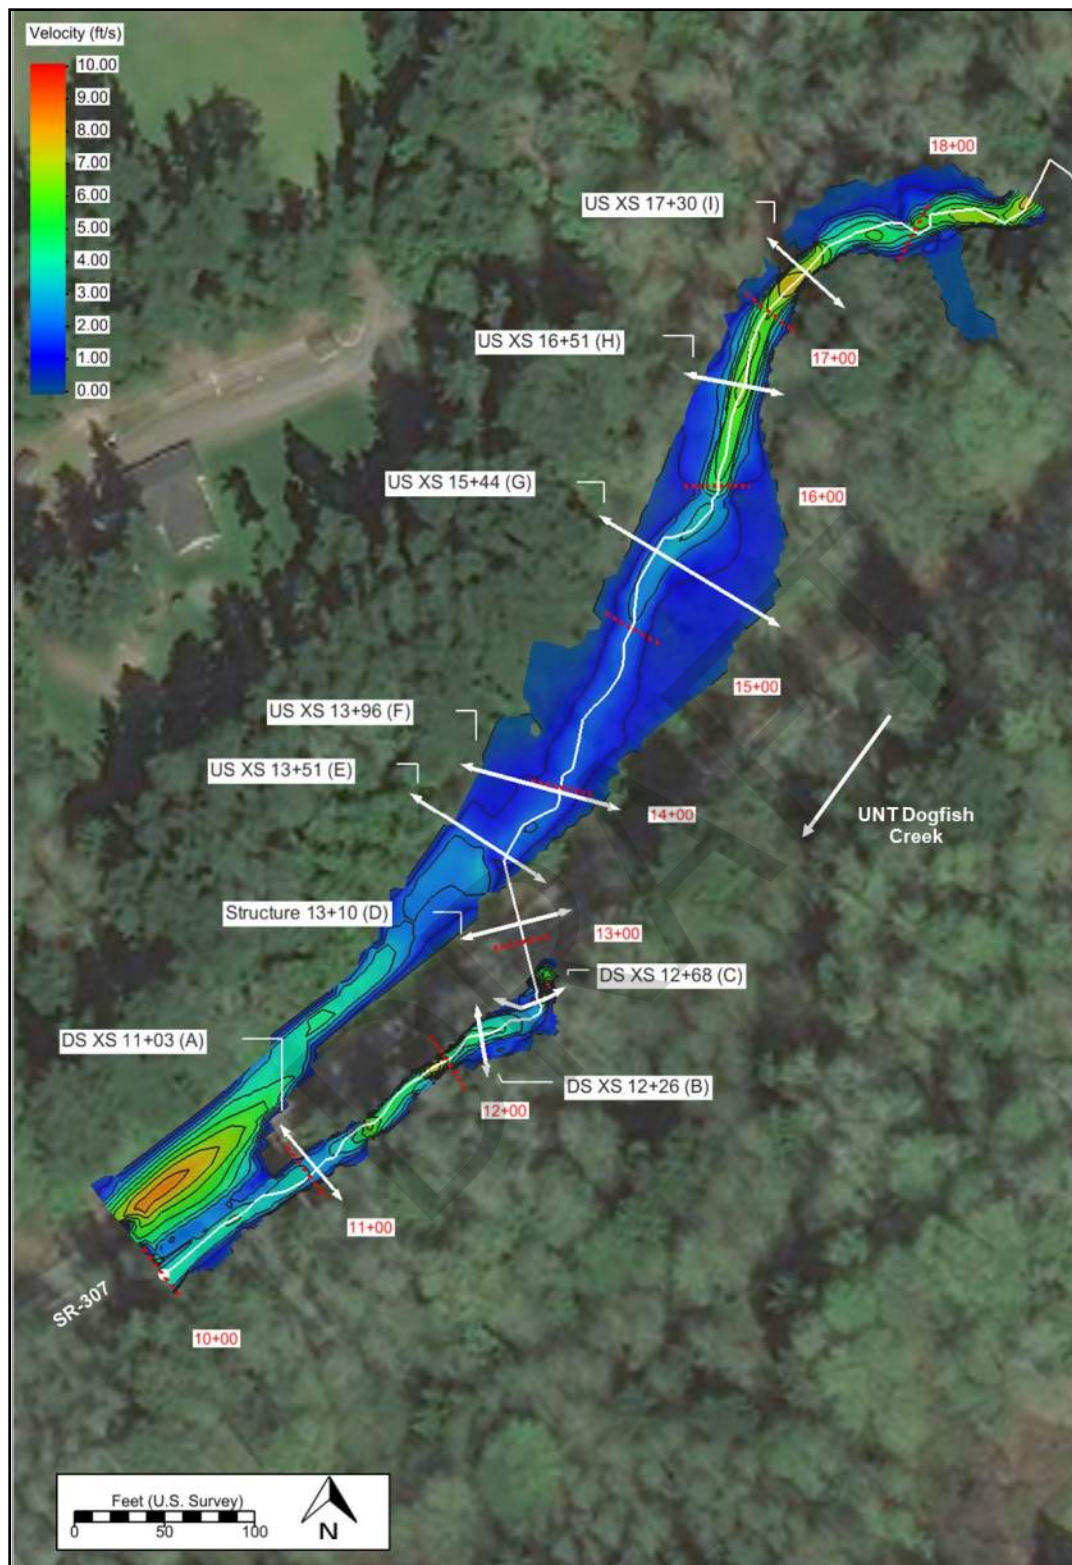 Velocity (ft/s)
10.00
9.00
8.00
7.00
6.00
5.00
4.00
3.00
2.00
1.00
0.00
18+00
US XS 17+30 (I)
US XS 16+51 (H)
17+00
US XS 15+44 (G)
16+00
15+00
US XS 13+96 (F)
US XS 13+51 (E)
14+00
UNT Dogfish
Creek
Structure 13+10 (D)
13+00
DS XS 12+68 (C)
DS XS 11+03 (A)
DS XS 12+26 (B)
12+00
11+00
SR-307
10+00
Feet (U.S. Survey)
0 50 100
N
DRAFT